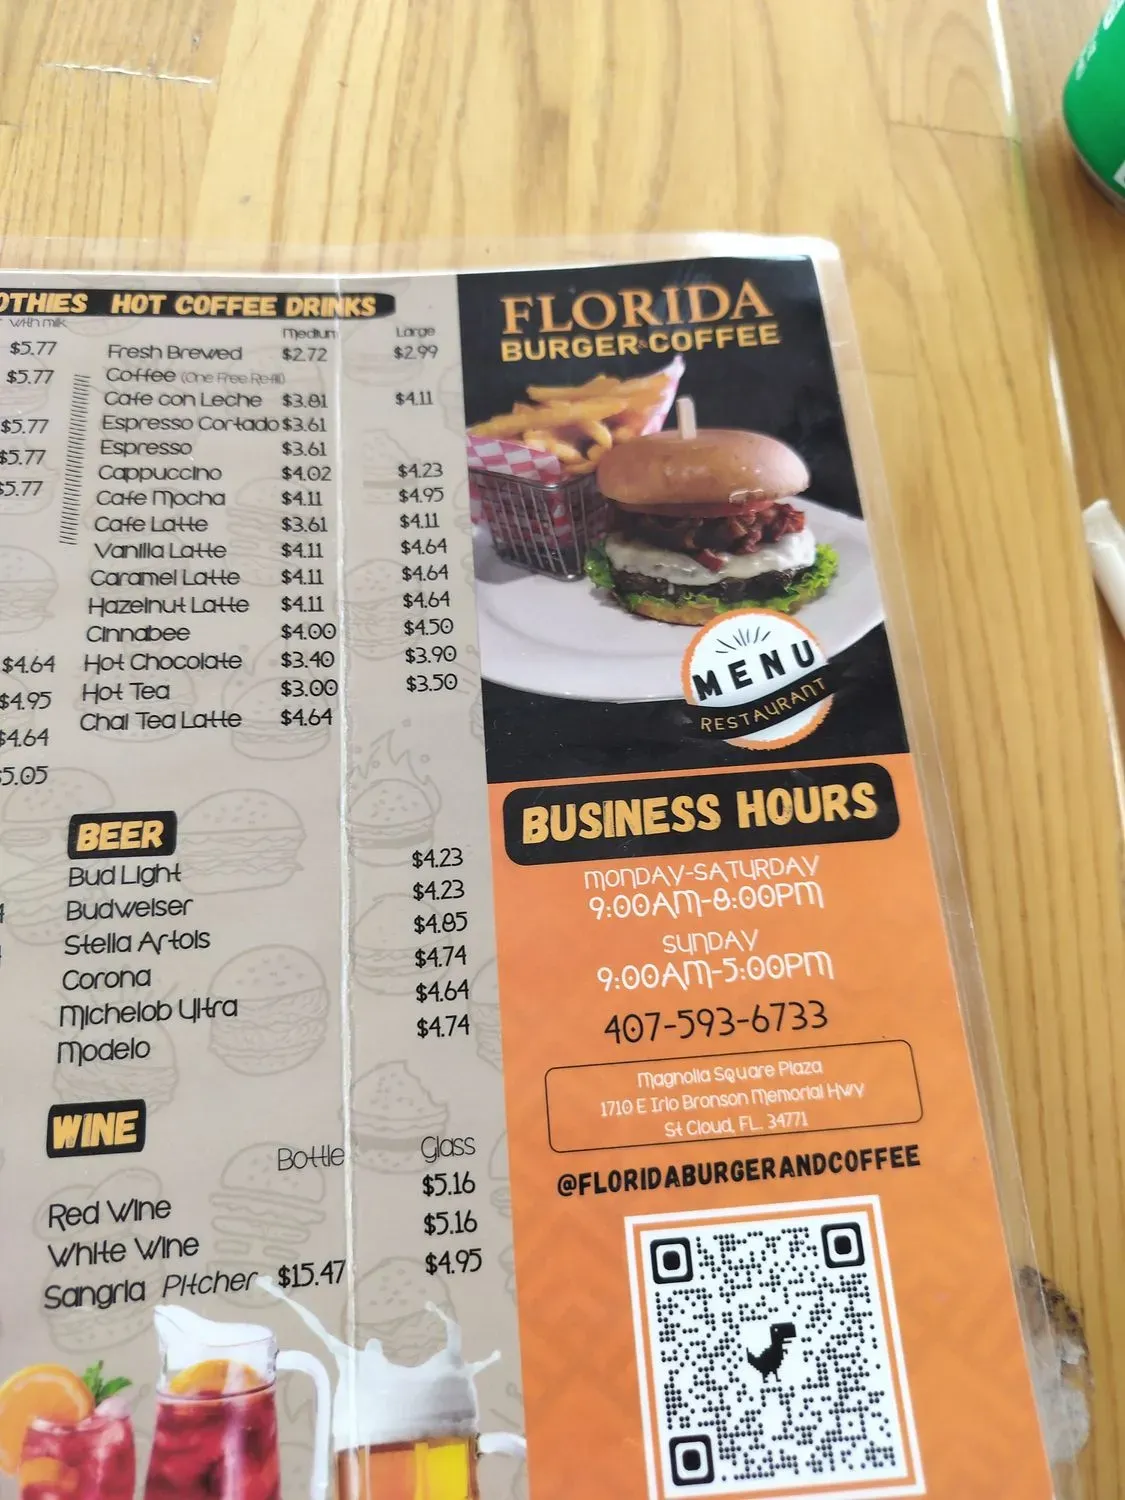 OTHIES HOT COFFEE DRINKS
with milk
Medium Large
$5.77
$5.77
$5.77
$5.77
$5.77
$4.64
$4.95
$4.64
$5.05
Fresh Brewed $2.72 $2.99
Coffee (One Free Refill)
Cafe con Leche $3.81 $4.11
Espresso Cortado $3.61
Espresso $3.61
Cappuccino $4.02 $4.23
Cafe Mocha $4.11 $4.95
Cafe Latte $3.61 $4.11
Vanilla Latte $4.11 $4.64
Caramel Latte $4.11 $4.64
Hazelnut Latte $4.11 $4.64
Cinnabee $4.00 $4.50
Hot Chocolate $3.40 $3.90
Hot Tea $3.00 $3.50
Chai Tea Latte $4.64
BEER
Bud Light $4.23
Budweiser $4.23
Stella Artois $4.85
Corona $4.74
Michelob Ultra $4.64
Modelo $4.74
WINE
Bottle Glass
Red Wine $5.16
White Wine $5.16
Sangria Pitcher $15.47 $4.95
FLORIDA
BURGER & COFFEE
MENU
RESTAURANT
BUSINESS HOURS
MONDAY-SATURDAY
9:00AM-8:00PM
SUNDAY
9:00AM-5:00PM
407-593-6733
Magnolia Square Plaza
1710 E Irlo Bronson Memorial Hwy
St Cloud, FL. 34771
@FLORIDABURGERANDCOFFEE